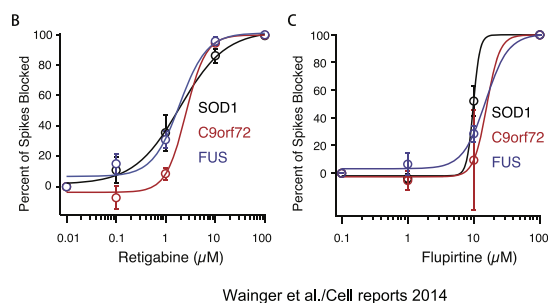 B
Percent of Spikes Blocked
100
80
60
40
20
0
SOD1
C9orf72
FUS
0.01 0.1 1 10 100
Retigabine (µM)
C
Percent of Spikes Blocked
100
80
60
40
20
0
SOD1
C9orf72
FUS
0.1 1 10 100
Flupirtine (µM)
Wainger et al./Cell reports 2014